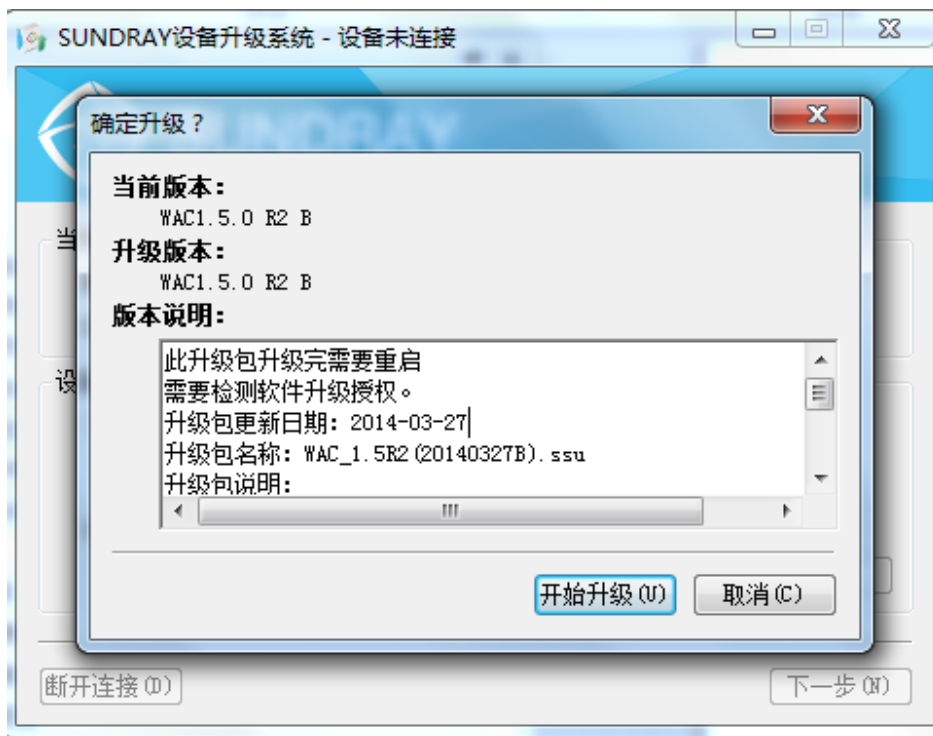 SUNDRAY设备升级系统 - 设备未连接
SUNDRAY
确定升级？
当前版本：
WAC1.5.0 R2 B
升级版本：
WAC1.5.0 R2 B
版本说明：
此升级包升级完需要重启
需要检测软件升级授权。
升级包更新日期：2014-03-27
升级包名称：WAC_1.5R2(20140327B).ssu
升级包说明：
当
设
开始升级(U)
取消(C)
断开连接(D)
下一步(N)